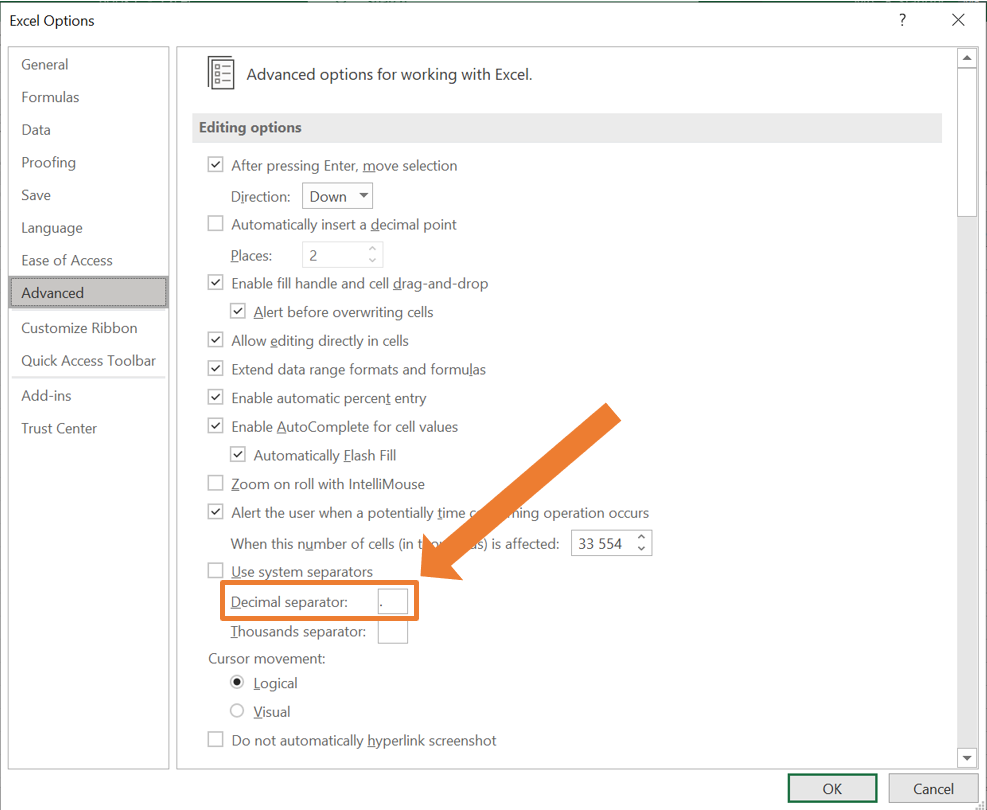 Excel Options
?
General
Formulas
Data
Proofing
Save
Language
Ease of Access
Advanced
Customize Ribbon
Quick Access Toolbar
Add-ins
Trust Center
Advanced options for working with Excel.
Editing options
After pressing Enter, move selection
Direction: Down
Automatically insert a decimal point
Places: 2
Enable fill handle and cell drag-and-drop
Alert before overwriting cells
Allow editing directly in cells
Extend data range formats and formulas
Enable automatic percent entry
Enable AutoComplete for cell values
Automatically Flash Fill
Zoom on roll with IntelliMouse
Alert the user when a potentially time operation occurs
When this number of cells (in is affected: 33 554
Use system separators
Decimal separator: .
Thousands separator:
Cursor movement:
Logical
Visual
Do not automatically hyperlink screenshot
OK Cancel